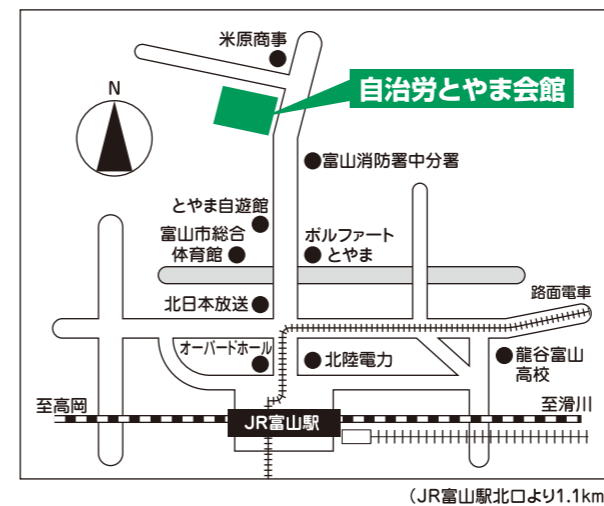 米原商事
N
自治労とやま会館
富山消防署中分署
とやま自遊館
富山市総合
体育館
ボルファート
とやま
路面電車
北日本放送
オーバードホール
北陸電力
龍谷富山
高校
至高岡
至滑川
JR富山駅
(JR富山駅北口より1.1km